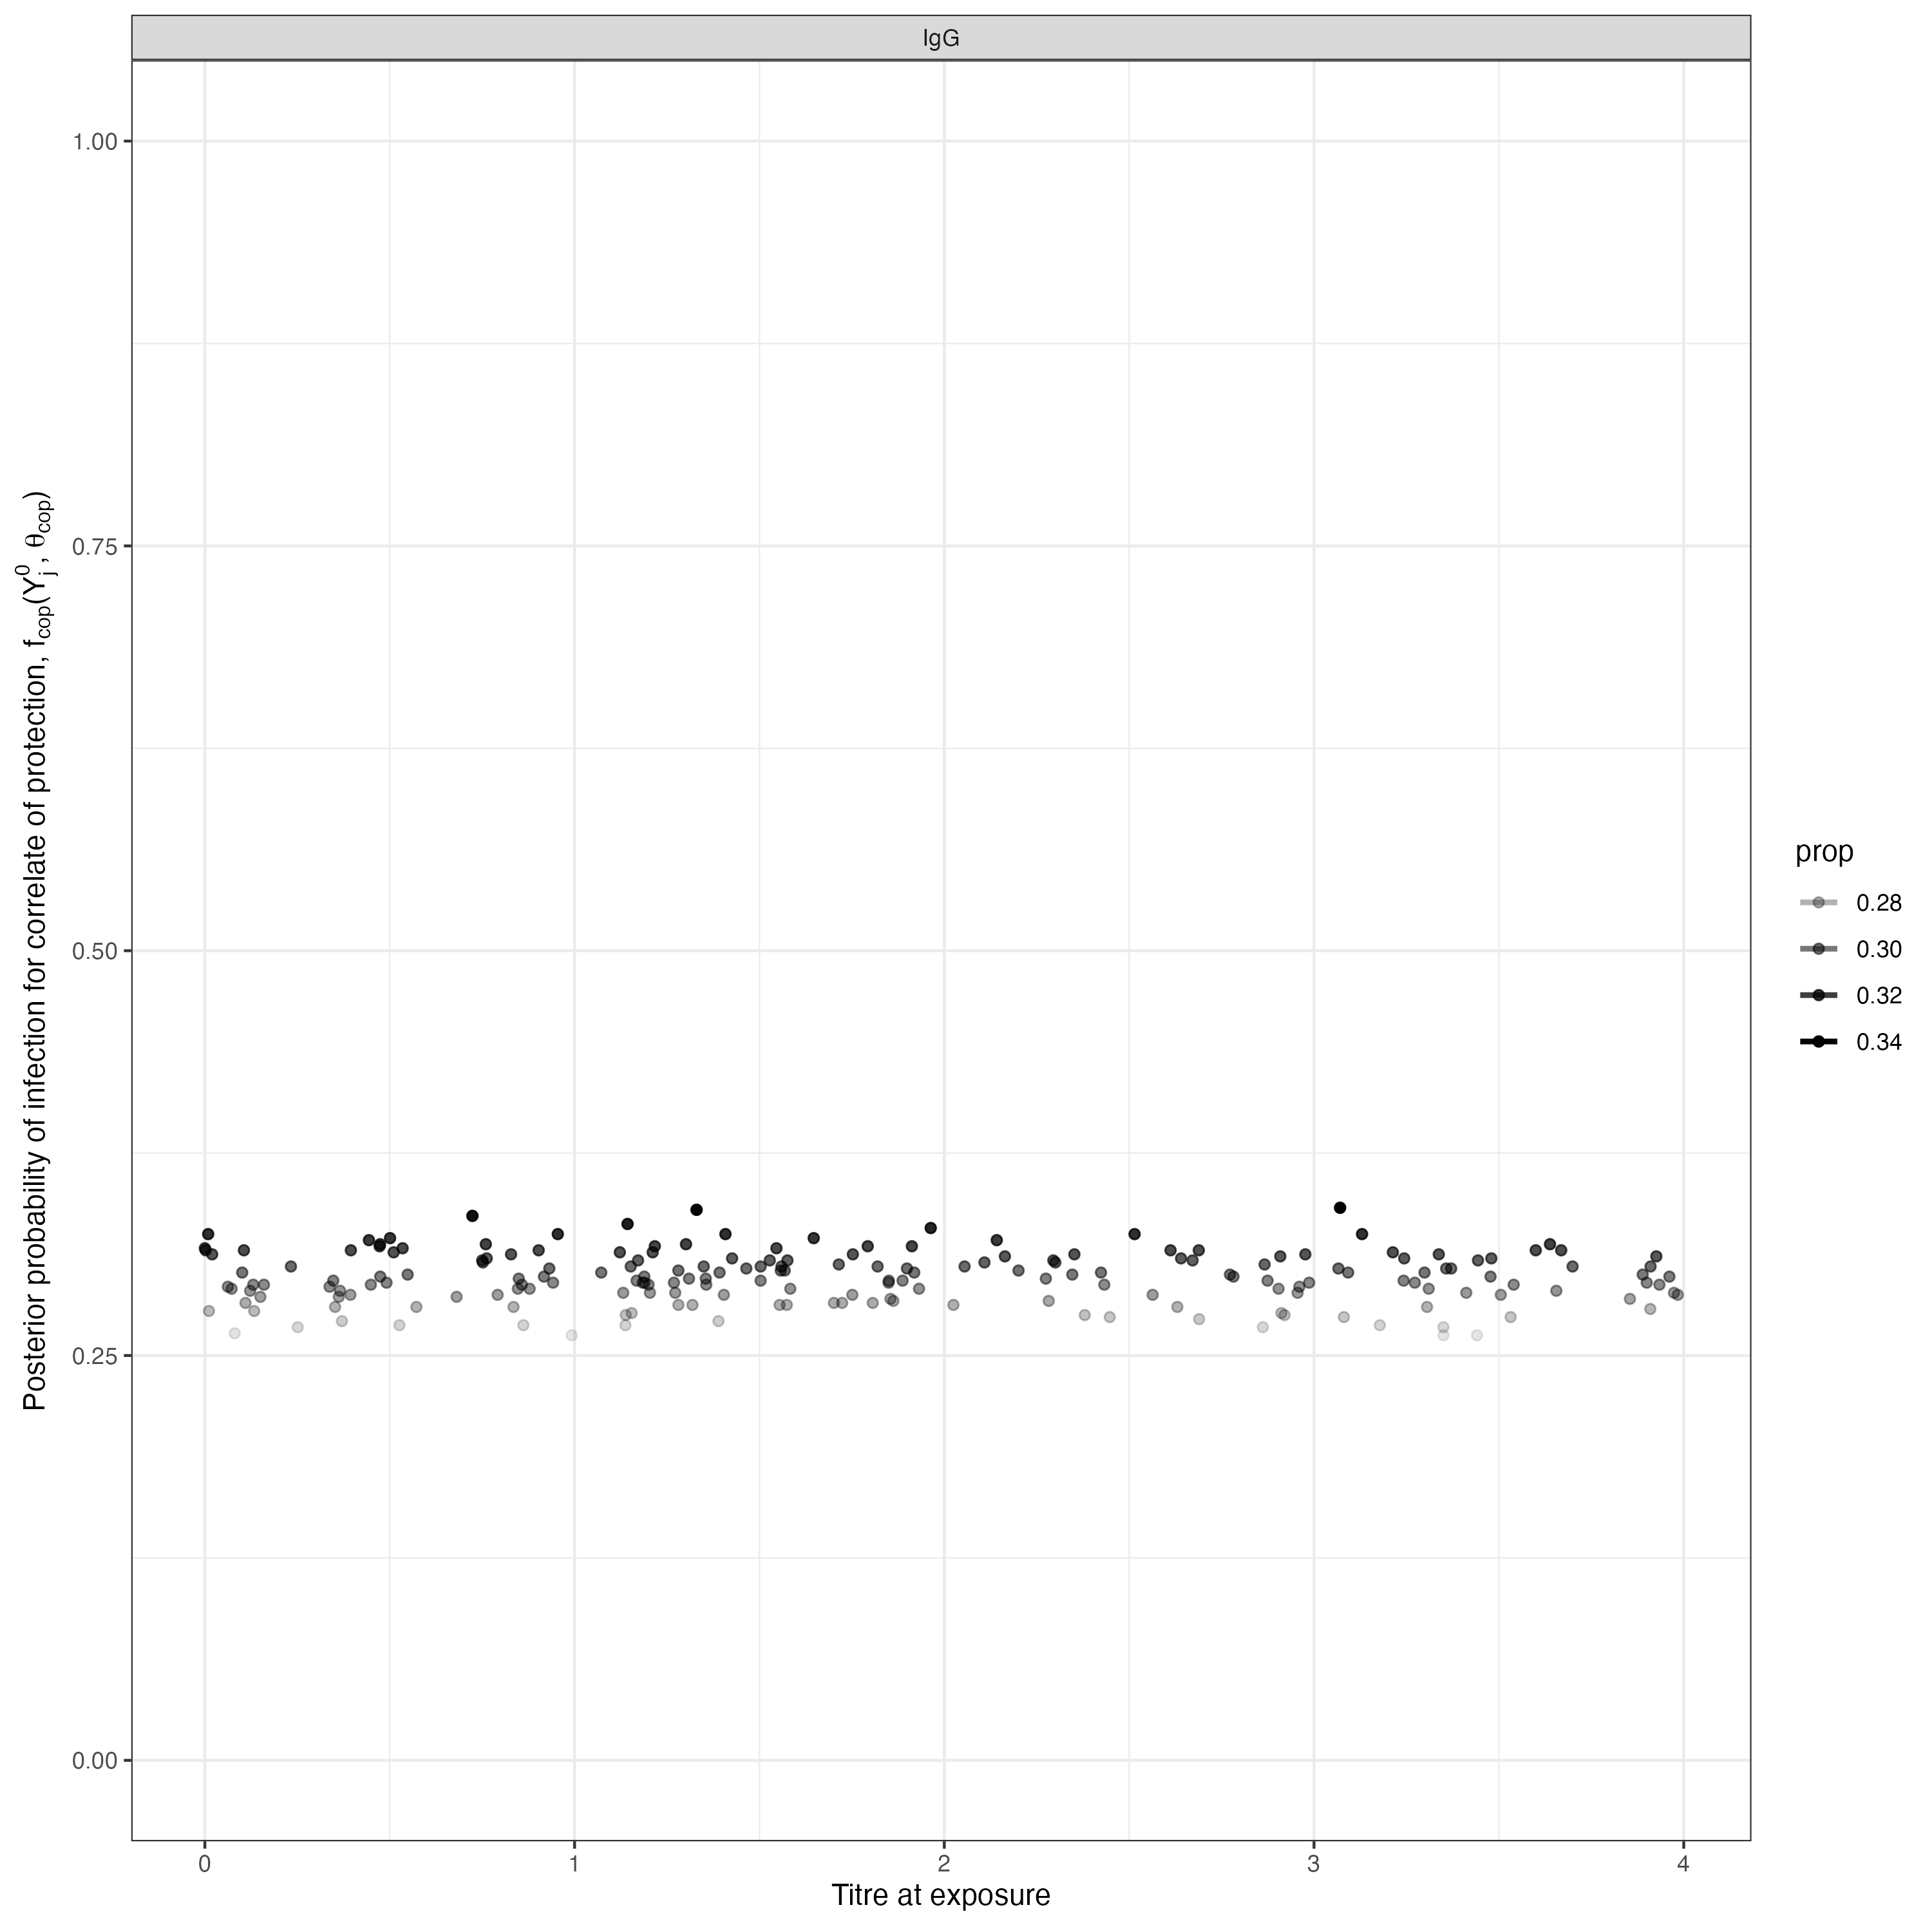 IgG
1.00
0.75
0.50
0.25
0.00
Posterior probability of infection for correlate of protection, f_cop(Y_j^0, θ_cop)
0 1 2 3 4
Titre at exposure
prop
0.28
0.30
0.32
0.34